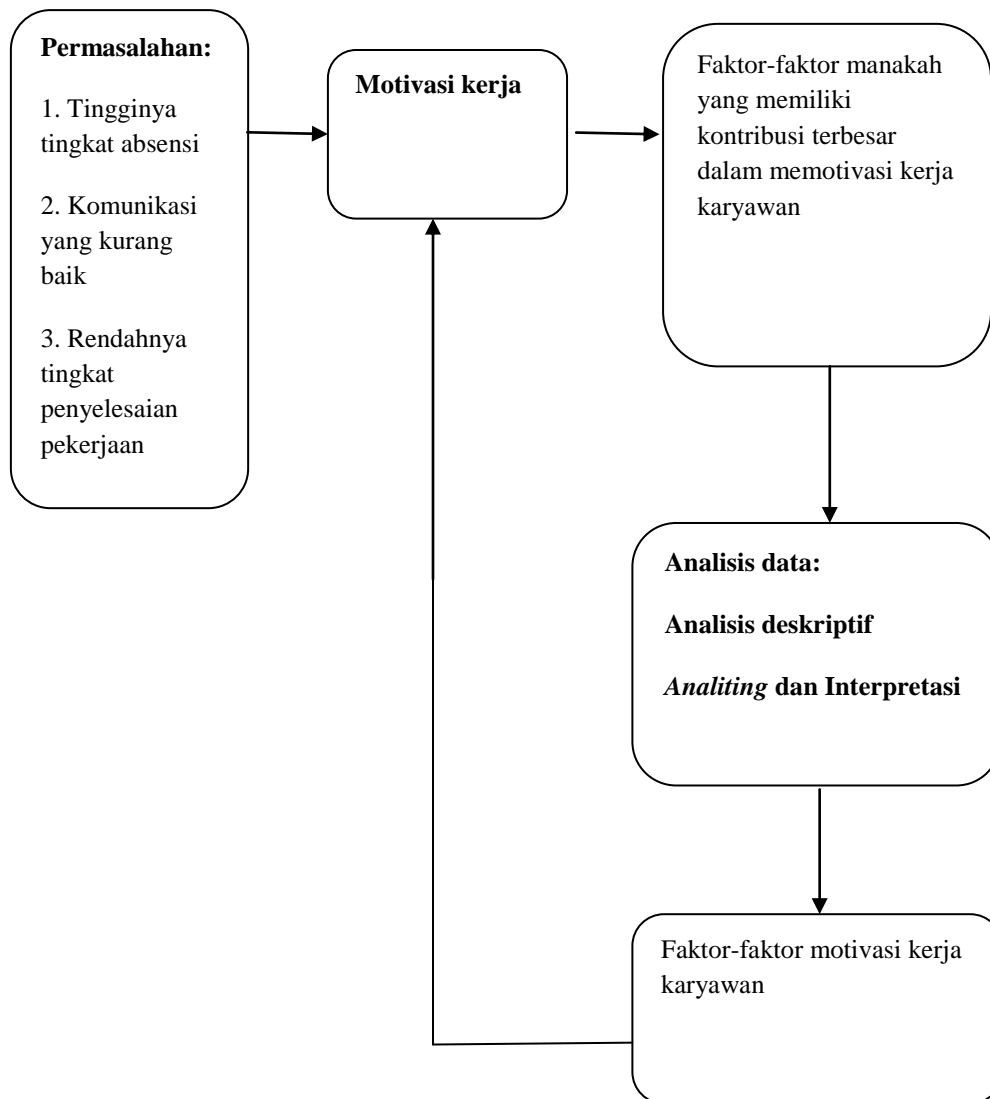 Permasalahan:
1. Tingginya
tingkat absensi
2. Komunikasi
yang kurang
baik
3. Rendahnya
tingkat
penyelesaian
pekerjaan
Motivasi kerja
Faktor-faktor manakah
yang memiliki
kontribusi terbesar
dalam memotivasi kerja
karyawan
Analisis data:
Analisis deskriptif
Analiting dan Interpretasi
Faktor-faktor motivasi kerja
karyawan